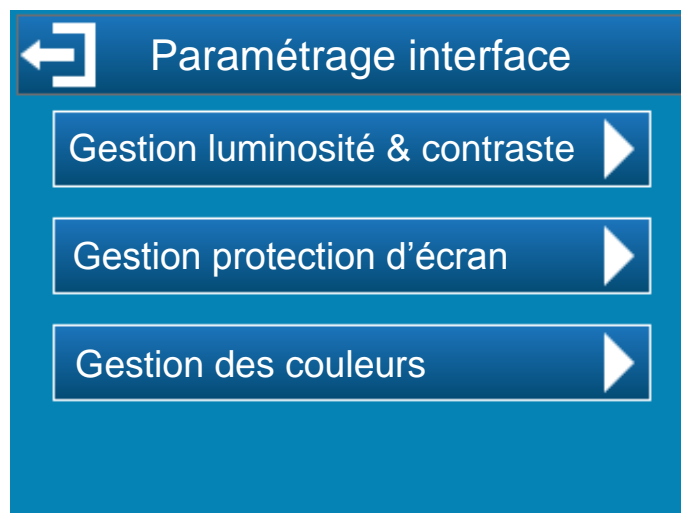 Paramétrage interface
Gestion luminosité & contraste
Gestion protection d’écran
Gestion des couleurs